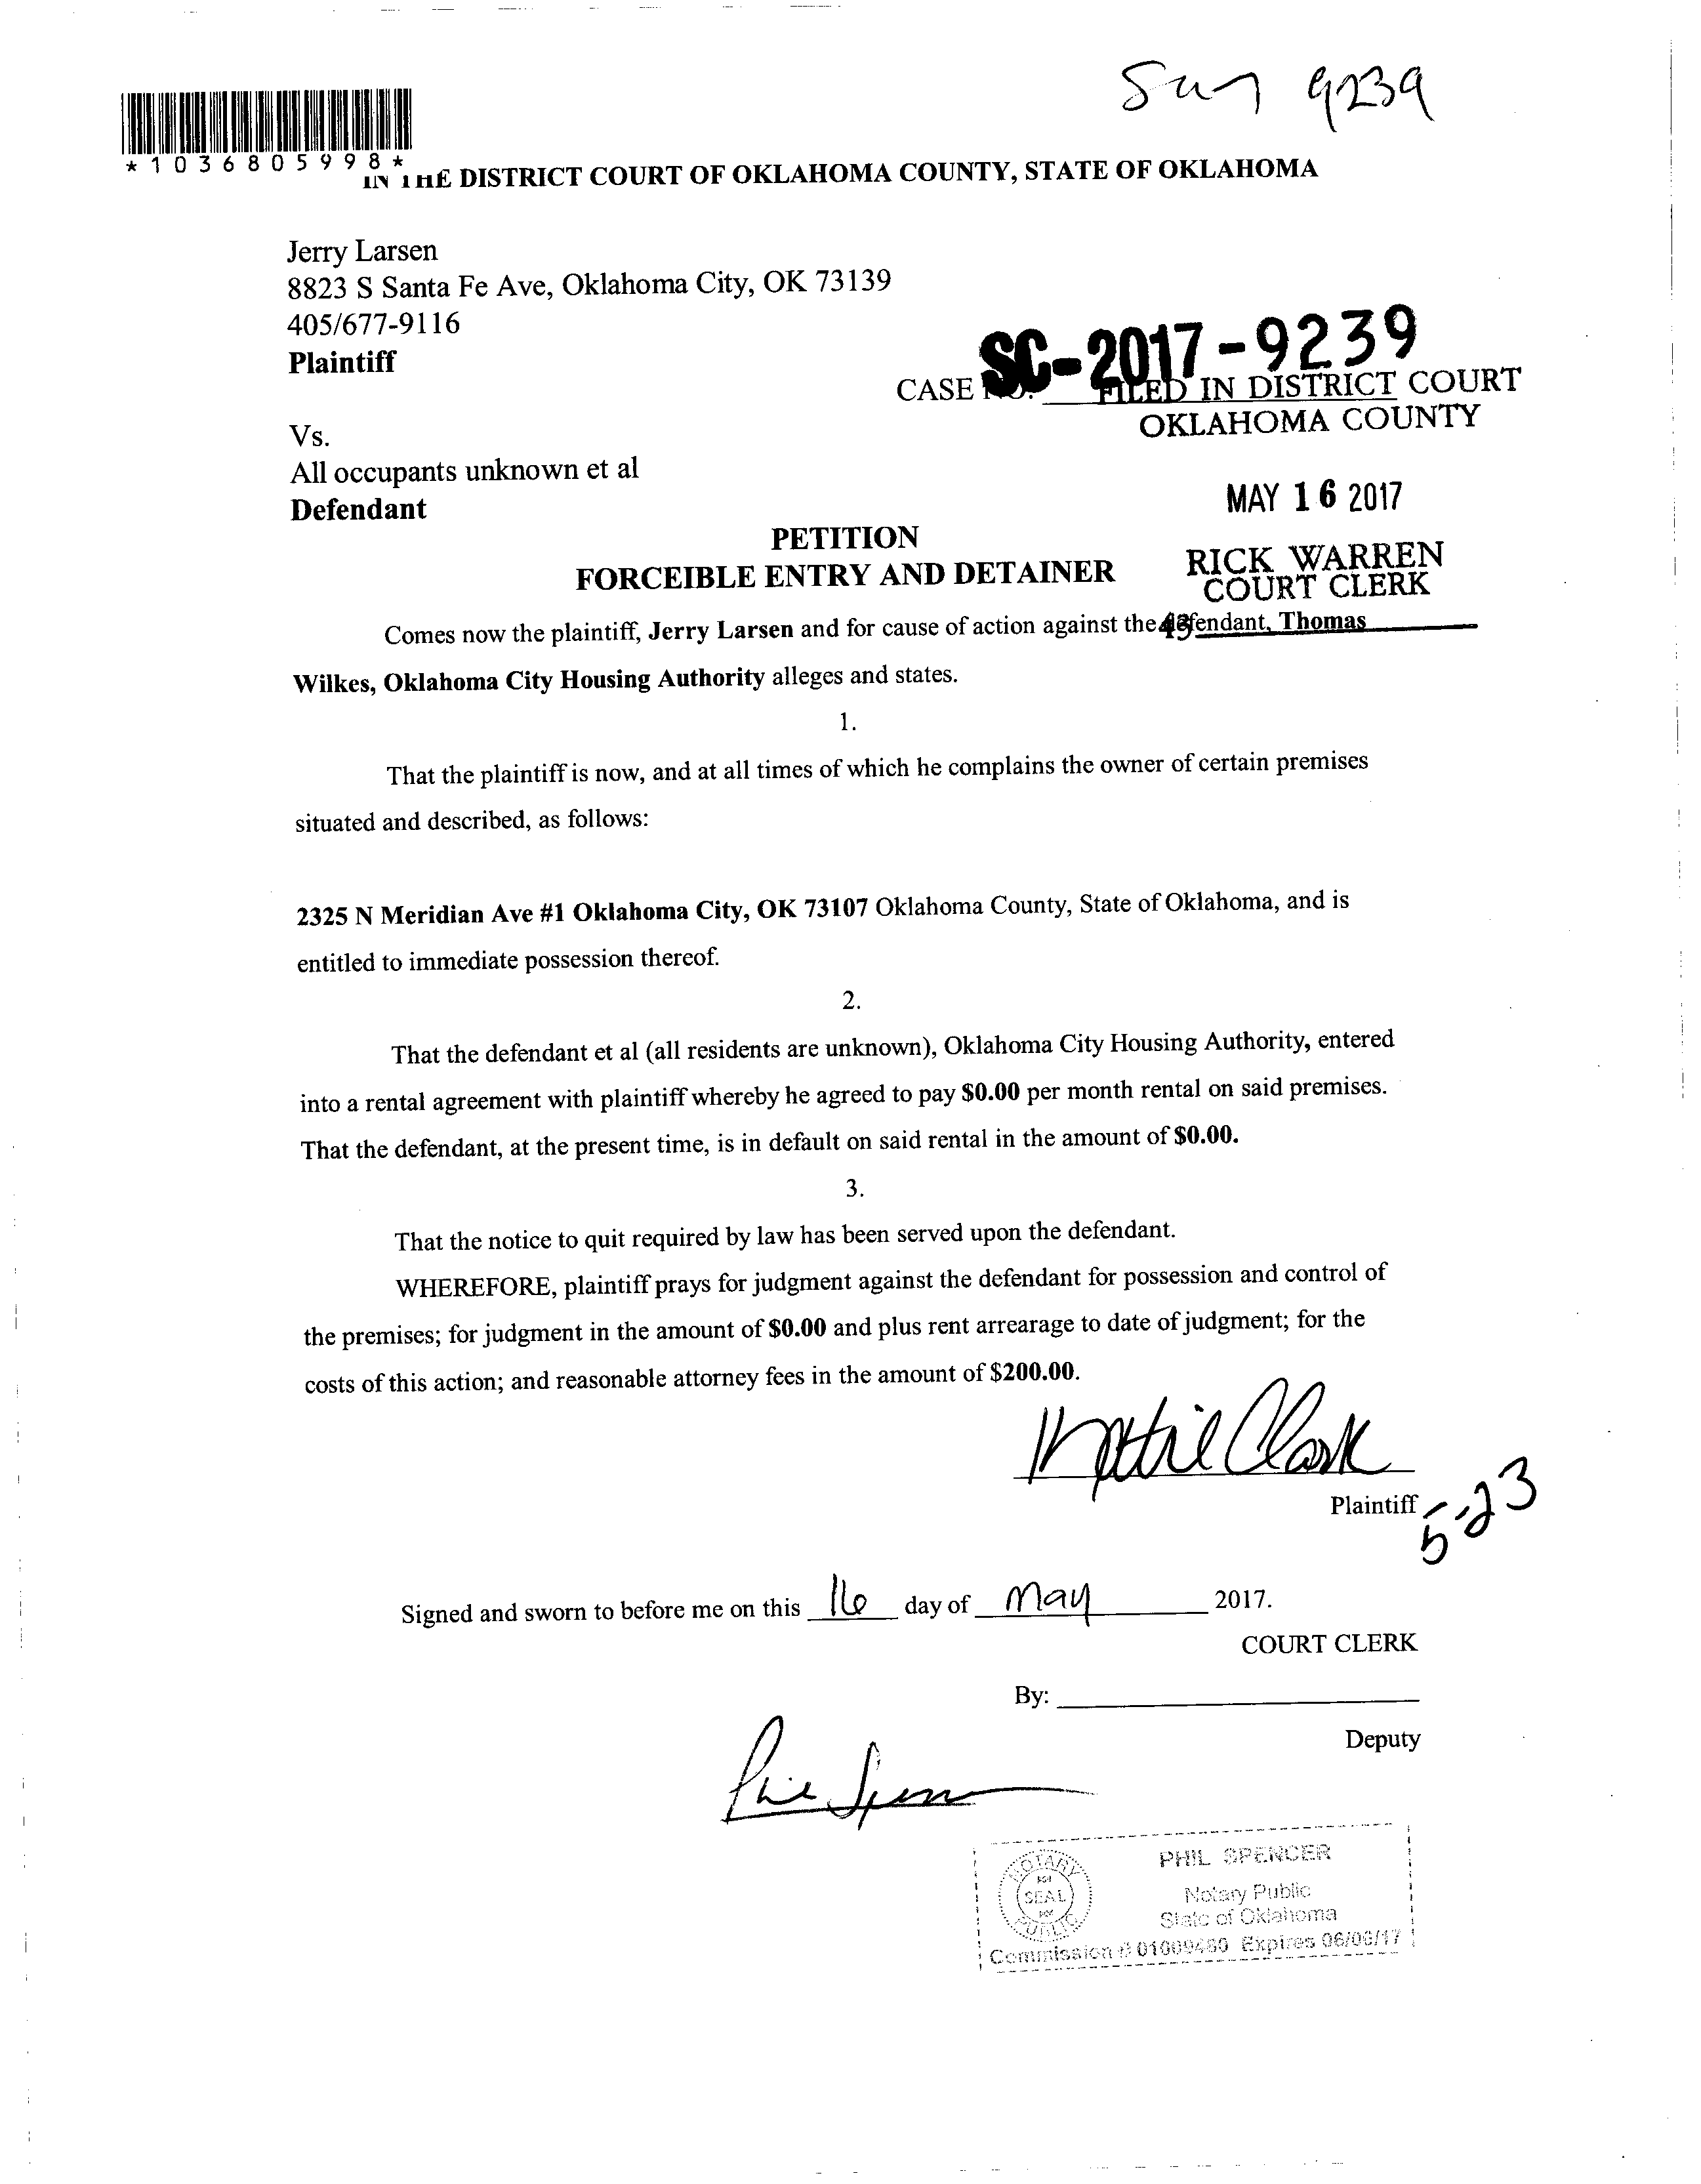 9239
*1036805998*
IN THE DISTRICT COURT OF OKLAHOMA COUNTY, STATE OF OKLAHOMA
Jerry Larsen
8823 S Santa Fe Ave, Oklahoma City, OK 73139
405/677-9116
Plaintiff
SC-2017-9239
CASE NO.
FILED IN DISTRICT COURT
OKLAHOMA COUNTY
Vs.
All occupants unknown et al
Defendant
MAY 16 2017
PETITION
FORCEIBLE ENTRY AND DETAINER
RICK WARREN
COURT CLERK
Comes now the plaintiff, Jerry Larsen and for cause of action against the defendant, Thomas
Wilkes, Oklahoma City Housing Authority alleges and states.
1.
That the plaintiff is now, and at all times of which he complains the owner of certain premises
situated and described, as follows:
2325 N Meridian Ave #1 Oklahoma City, OK 73107 Oklahoma County, State of Oklahoma, and is
entitled to immediate possession thereof.
2.
That the defendant et al (all residents are unknown), Oklahoma City Housing Authority, entered
into a rental agreement with plaintiff whereby he agreed to pay $0.00 per month rental on said premises.
That the defendant, at the present time, is in default on said rental in the amount of $0.00.
3.
That the notice to quit required by law has been served upon the defendant.
WHEREFORE, plaintiff prays for judgment against the defendant for possession and control of
the premises; for judgment in the amount of $0.00 and plus rent arrearage to date of judgment; for the
costs of this action; and reasonable attorney fees in the amount of $200.00.
Clark
Plaintiff
5-23
Signed and sworn to before me on this 16 day of May 2017.
COURT CLERK
By:
Deputy
NOTARY
SEAL
PUBLIC
PHIL SPENCER
Notary Public
State of Oklahoma
Commission # 01009480 Expires 06/08/17